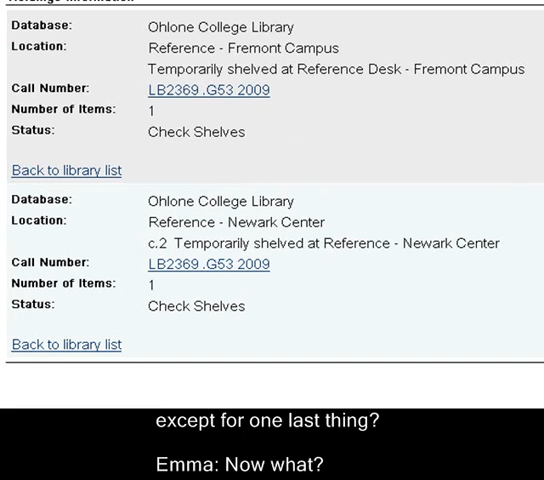 Holdings Information
Database: Ohlone College Library
Location: Reference - Fremont Campus
Temporarily shelved at Reference Desk - Fremont Campus
Call Number: LB2369 .G53 2009
Number of Items: 1
Status: Check Shelves
Back to library list
Database: Ohlone College Library
Location: Reference - Newark Center
c.2 Temporarily shelved at Reference - Newark Center
Call Number: LB2369 .G53 2009
Number of Items: 1
Status: Check Shelves
Back to library list
except for one last thing?
Emma: Now what?